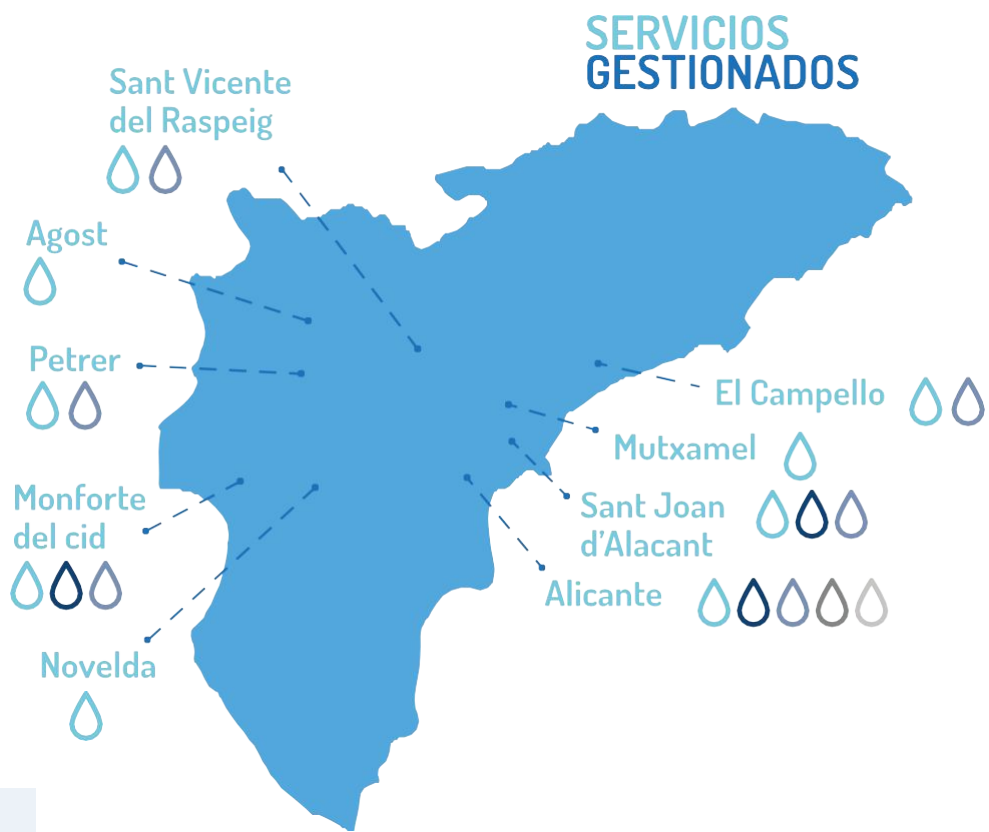 SERVICIOS
GESTIONADOS
Sant Vicente
del Raspeig
Agost
Petrer
Monforte
del cid
Novelda
El Campello
Mutxamel
Sant Joan
d'Alacant
Alicante